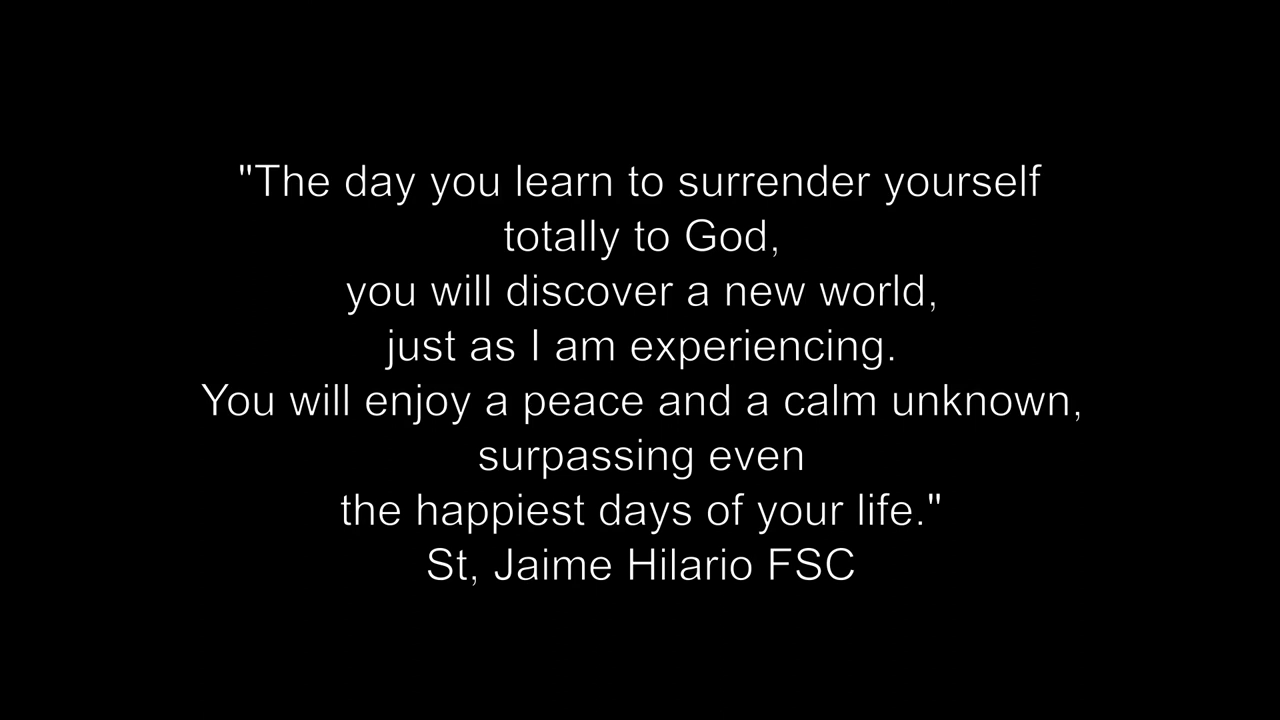 "The day you learn to surrender yourself
totally to God,
you will discover a new world,
just as I am experiencing.
You will enjoy a peace and a calm unknown,
surpassing even
the happiest days of your life."
St, Jaime Hilario FSC